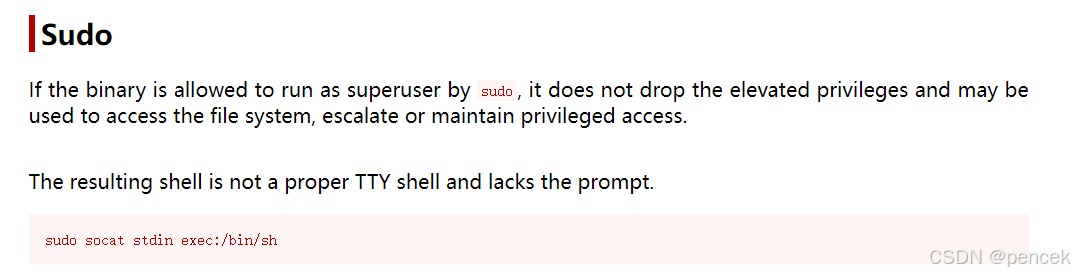 Sudo
If the binary is allowed to run as superuser by sudo, it does not drop the elevated privileges and may be
used to access the file system, escalate or maintain privileged access.
The resulting shell is not a proper TTY shell and lacks the prompt.
sudo socat stdin exec:/bin/sh
CSDN @pencek